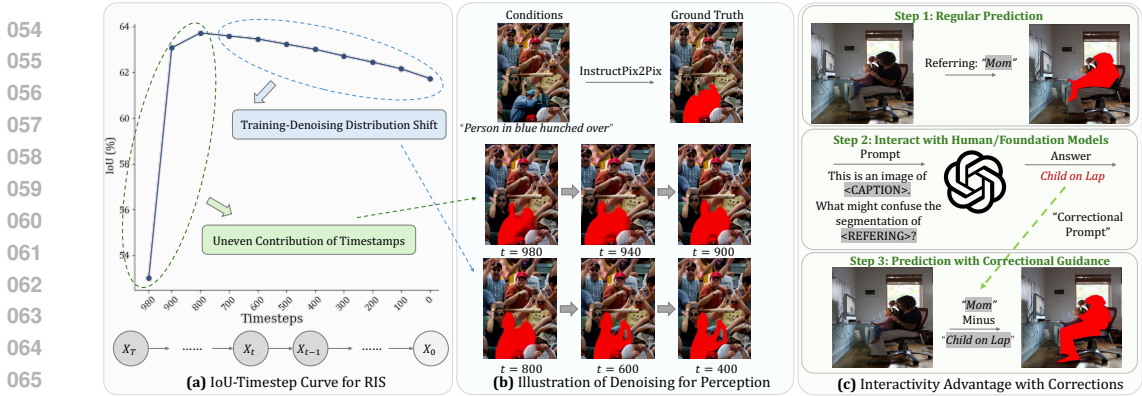 054
055
056
057
058
059
060
061
062
063
064
065
64
62
60
58
56
54
IoU (%)
Training-Denoising Distribution Shift
Uneven Contribution of Timestamps
980
900
800
700
600
500
400
300
200
100
0
Timesteps
X_T
......
X_t
X_{t-1}
......
X_0
(a) IoU-Timestep Curve for RIS
Conditions
Ground Truth
InstructPix2Pix
"Person in blue hunched over"
t = 980
t = 940
t = 900
t = 800
t = 600
t = 400
(b) Illustration of Denoising for Perception
Step 1: Regular Prediction
Referring: "Mom"
Step 2: Interact with Human/Foundation Models
Prompt
This is an image of
<CAPTION>.
What might confuse the
segmentation of
<REFERING>?
Answer
Child on Lap
"Correctional
Prompt"
Step 3: Prediction with Correctional Guidance
"Mom"
Minus
"Child on Lap"
(c) Interactivity Advantage with Corrections